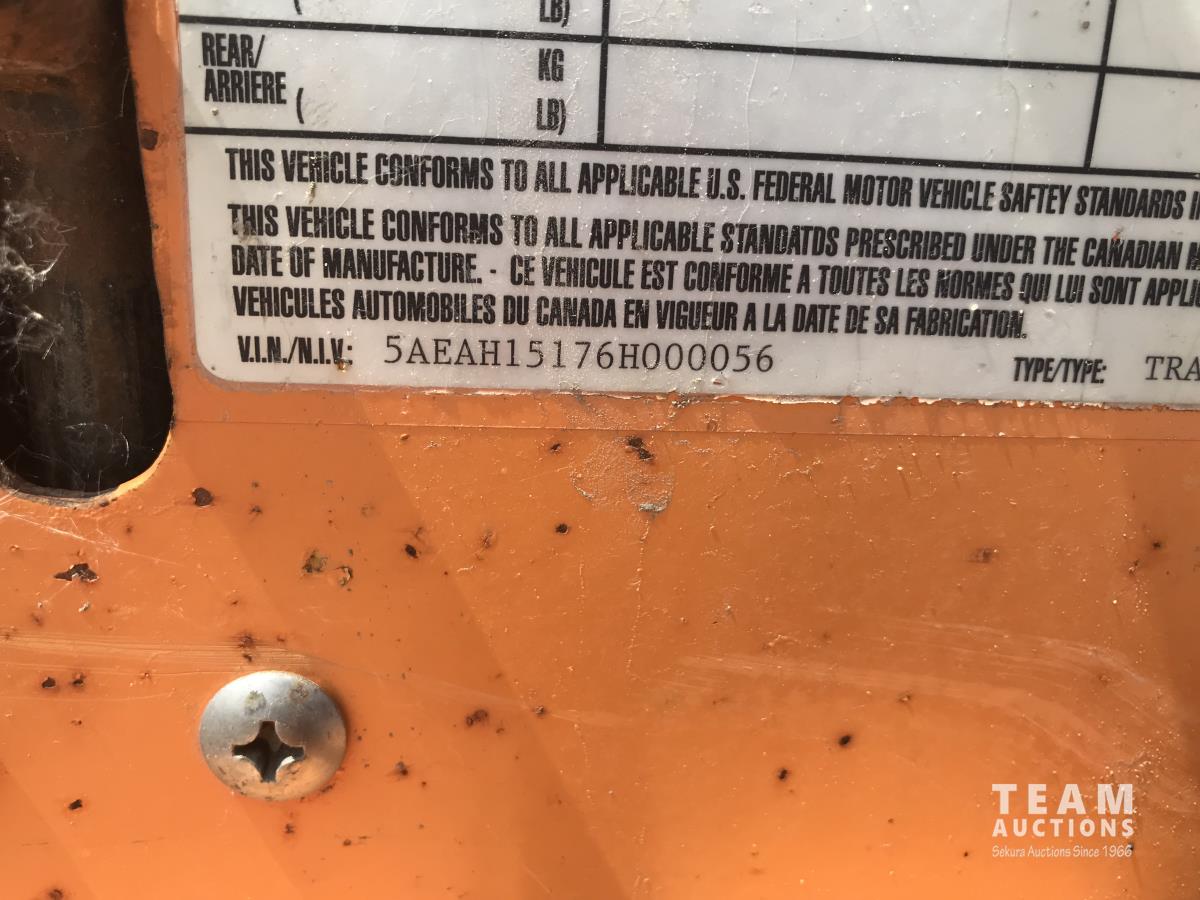 LB)
REAR/ KG
ARRIERE ( LB)
THIS VEHICLE CONFORMS TO ALL APPLICABLE U.S. FEDERAL MOTOR VEHICLE SAFTEY STANDARDS
THIS VEHICLE CONFORMS TO ALL APPLICABLE STANDATDS PRESCRIBED UNDER THE CANADIAN M
DATE OF MANUFACTURE. - CE VEHICULE EST CONFORME A TOUTES LES NORMES QUI LUI SONT APPLI
VEHICULES AUTOMOBILES DU CANADA EN VIGUEUR A LA DATE DE SA FABRICATION.
V.I.N./N.I.V.: 5AEAH15176H000056 TYPE/TYPE: TRA
TEAM
AUCTIONS
Sekura Auctions Since 1966